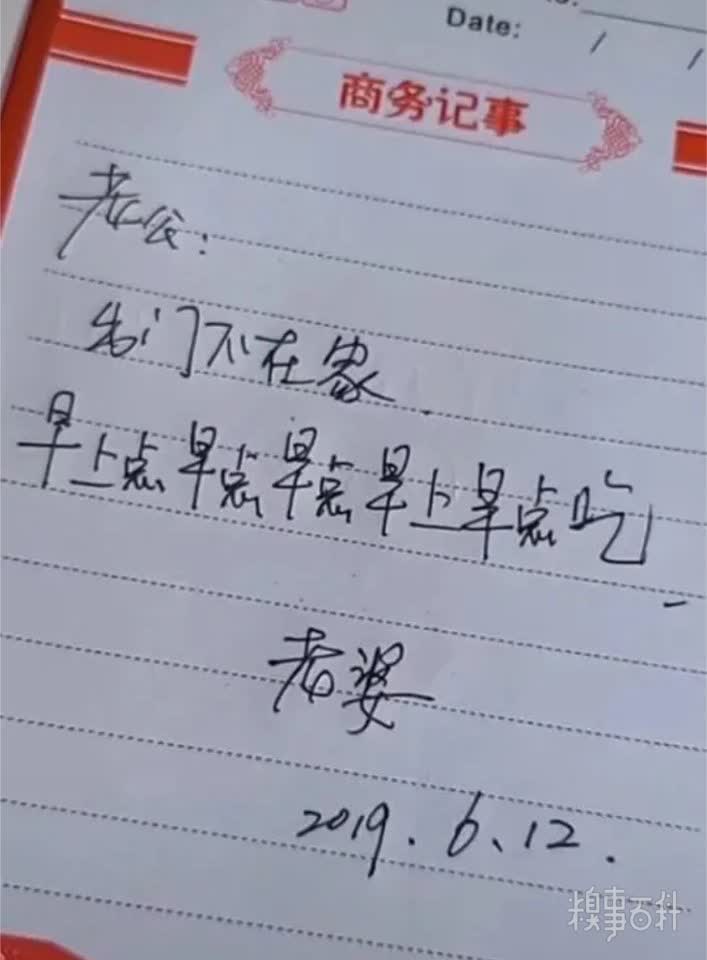 Date: / /
商务记事
老公:
出门不在家.
早上点早点早点早上早点吃
老婆
2019.6.12.
糗事百科